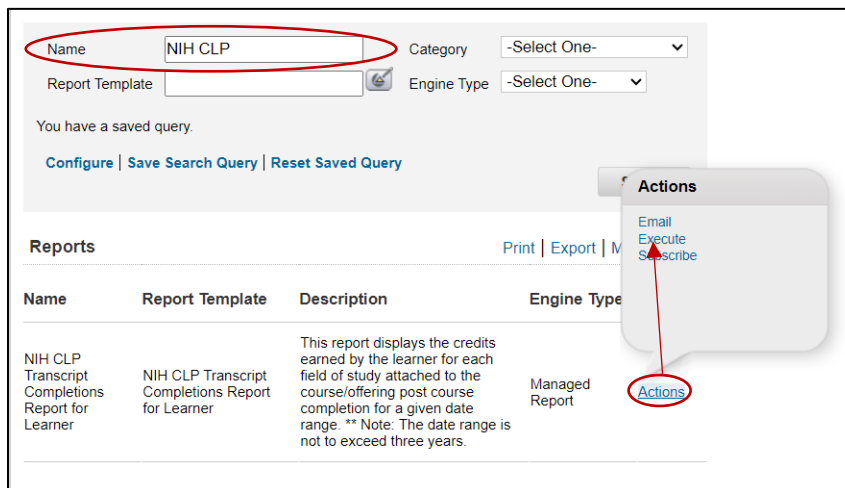 Name NIH CLP Category -Select One-
Report Template Engine Type -Select One-
You have a saved query.
Configure | Save Search Query | Reset Saved Query
Actions
Email
Execute
Subscribe
Reports Print | Export |
Name Report Template Description Engine Type
NIH CLP
Transcript
Completions
Report for
Learner
NIH CLP Transcript
Completions Report
for Learner
This report displays the credits
earned by the learner for each
field of study attached to the
course/offering post course
completion for a given date
range. ** Note: The date range is
not to exceed three years.
Managed
Report
Actions